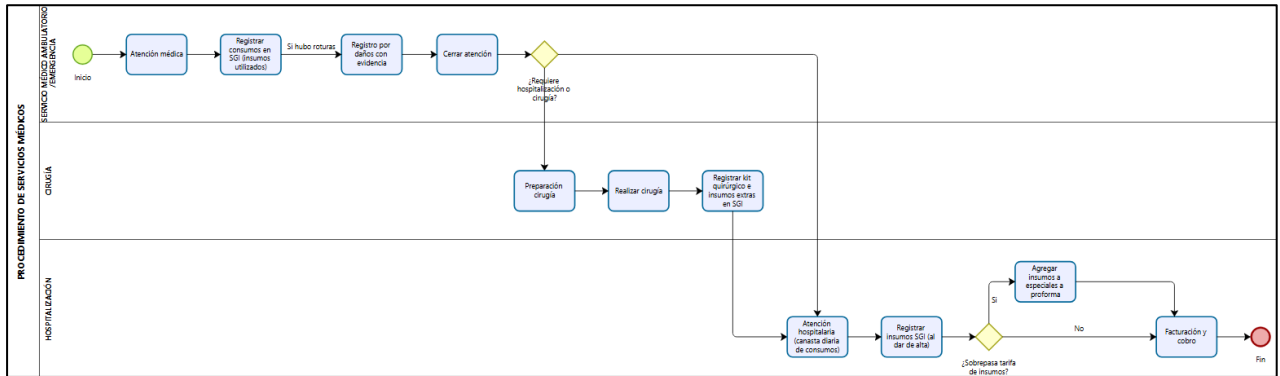 PROCEDIMIENTO DE SERVICIOS MÉDICOS
SERVICIO MÉDICO AMBULATORIO
/EMERGENCIA
Inicio
Atención médica
Registrar
consumos en
SGI (insumos
utilizados)
Si hubo roturas
Registro por
daños con
evidencia
Cerrar atención
¿Requiere
hospitalización o
cirugía?
CIRUGÍA
Preparación
cirugía
Realizar cirugía
Registrar kit
quirúrgico e
insumos extras
en SGI
HOSPITALIZACIÓN
Atención
hospitalaria
(canasta diaria
de consumos)
Registrar
insumos SGI (al
dar de alta)
¿Sobrepasa tarifa
de insumos?
Si
Agregar
insumos a
especiales a
proforma
No
Facturación y
cobro
Fin